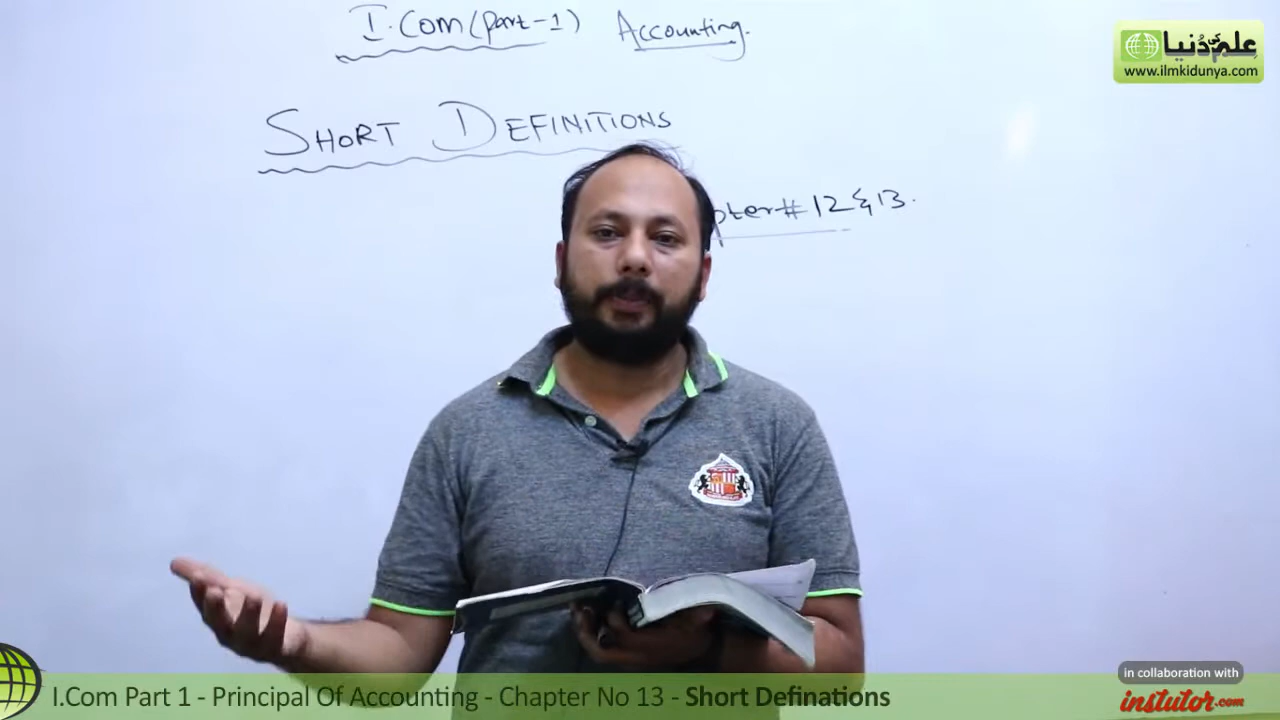 I.Com (Part-1) Accounting.
علم کی دُنیا
www.ilmkidunya.com
SHORT DEFINITIONS
pter# 12 & 13.
in collaboration with
instutor.com
I.Com Part 1 - Principal Of Accounting - Chapter No 13 - Short Definations